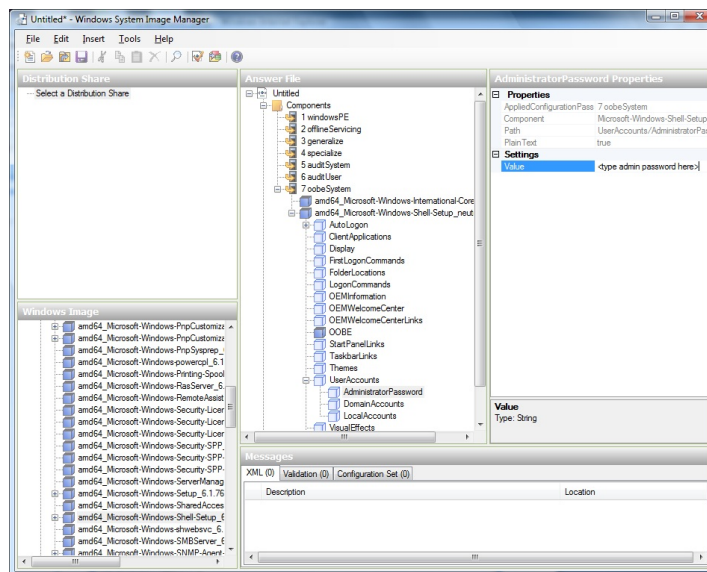 Untitled* - Windows System Image Manager
File Edit Insert Tools Help
Distribution Share
Select a Distribution Share
Windows Image
amd64_Microsoft-Windows-PnpCustomiza
amd64_Microsoft-Windows-PnpCustomiza
amd64_Microsoft-Windows-PnpSysprep_
amd64_Microsoft-Windows-powercpl_6.1
amd64_Microsoft-Windows-Printing-Spool
amd64_Microsoft-Windows-RasServer_6.
amd64_Microsoft-Windows-RemoteAssist
amd64_Microsoft-Windows-Security-Licer
amd64_Microsoft-Windows-Security-Licer
amd64_Microsoft-Windows-Security-Licer
amd64_Microsoft-Windows-Security-SPP_
amd64_Microsoft-Windows-Security-SPP-
amd64_Microsoft-Windows-Security-SPP-
amd64_Microsoft-Windows-ServerManag
amd64_Microsoft-Windows-Setup_6.1.76
amd64_Microsoft-Windows-SharedAcces
amd64_Microsoft-Windows-Shell-Setup_6
amd64_Microsoft-Windows-shwebsvc_6.
amd64_Microsoft-Windows-SMBServer_6
amd64_Microsoft-Windows-SNMP-Agent-
Answer File
Untitled
Components
1 windowsPE
2 offlineServicing
3 generalize
4 specialize
5 auditSystem
6 auditUser
7 oobeSystem
amd64_Microsoft-Windows-International-Core
amd64_Microsoft-Windows-Shell-Setup_neut
AutoLogon
ClientApplications
Display
FirstLogonCommands
FolderLocations
LogonCommands
OEMInformation
OEMWelcomeCenter
OEMWelcomeCenterLinks
OOBE
StartPanelLinks
TaskbarLinks
Themes
UserAccounts
AdministratorPassword
DomainAccounts
LocalAccounts
VisualEffects
AdministratorPassword Properties
Properties
AppliedConfigurationPass 7 oobeSystem
Component Microsoft-Windows-Shell-Setup
Path UserAccounts/AdministratorPas
PlainText true
Settings
Value <type admin password here>
Value
Type: String
Messages
XML (0) Validation (0) Configuration Set (0)
Description Location